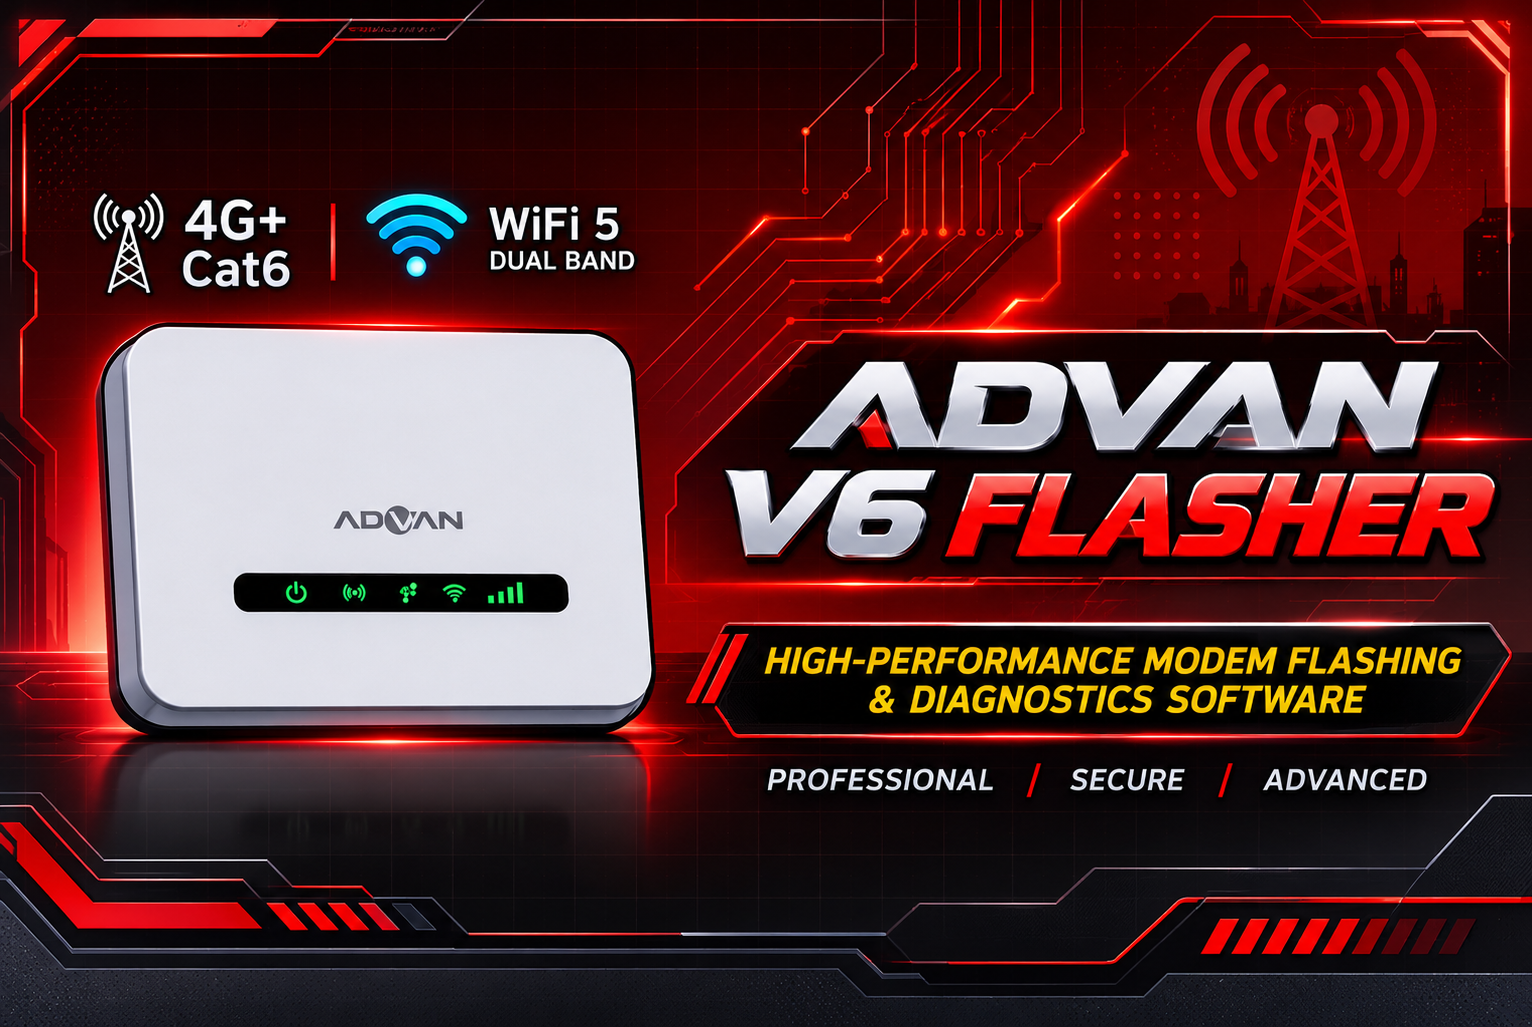 4G+
Cat6
WiFi 5
DUAL BAND
ADVAN
ADVAN
V6 FLASHER
HIGH-PERFORMANCE MODEM FLASHING
& DIAGNOSTICS SOFTWARE
PROFESSIONAL / SECURE / ADVANCED